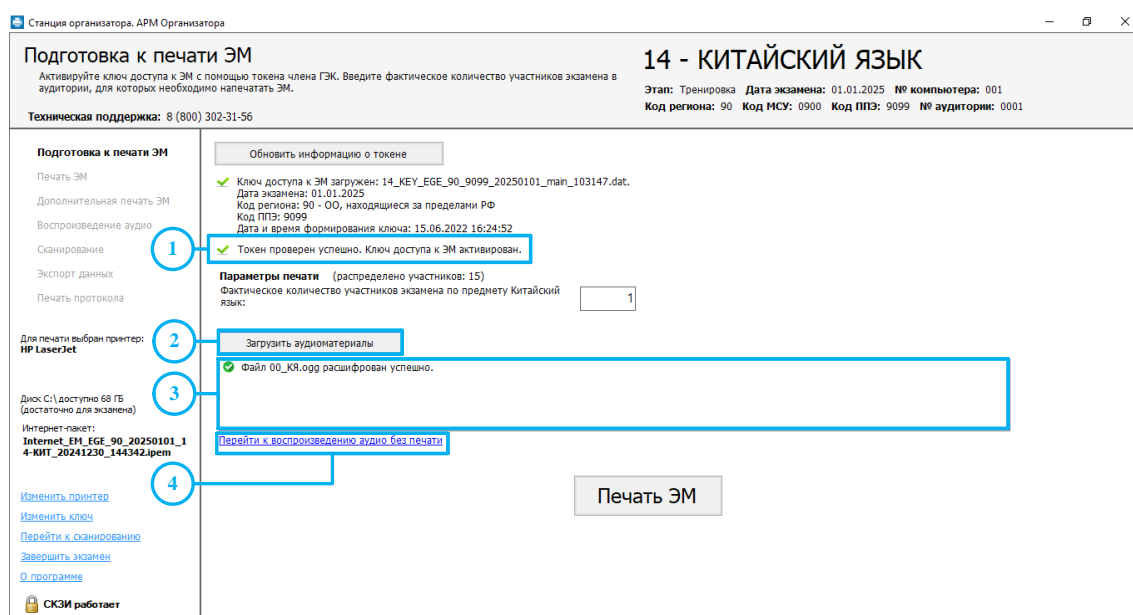 Станция организатора. АРМ Организатора
Подготовка к печати ЭМ
Активируйте ключ доступа к ЭМ с помощью токена члена ГЭК. Введите фактическое количество участников экзамена в
аудитории, для которых необходимо напечатать ЭМ.
Техническая поддержка: 8 (800) 302-31-56
14 - КИТАЙСКИЙ ЯЗЫК
Этап: Тренировка Дата экзамена: 01.01.2025 № компьютера: 001
Код региона: 90 Код МСУ: 0900 Код ППЭ: 9099 № аудитории: 0001
Подготовка к печати ЭМ
Печать ЭМ
Дополнительная печать ЭМ
Воспроизведение аудио
Сканирование
Экспорт данных
Печать протокола
Для печати выбран принтер:
HP LaserJet
Диск C:\ доступно 68 ГБ
(достаточно для экзамена)
Интернет-пакет:
Internet_EM_EGE_90_20250101_1
4-КИТ_20241230_144342.ipem
Изменить принтер
Изменить ключ
Перейти к сканированию
Завершить экзамен
О программе
СКЗИ работает
Обновить информацию о токене
Ключ доступа к ЭМ загружен: 14_KEY_EGE_90_9099_20250101_main_103147.dat.
Дата экзамена: 01.01.2025
Код региона: 90 - ОО, находящиеся за пределами РФ
Код ППЭ: 9099
Дата и время формирования ключа: 15.06.2022 16:24:52
1
Токен проверен успешно. Ключ доступа к ЭМ активирован.
Параметры печати (распределено участников: 15)
Фактическое количество участников экзамена по предмету Китайский
язык:
1
2
Загрузить аудиоматериалы
3
Файл 00_КЯ.ogg расшифрован успешно.
Перейти к воспроизведению аудио без печати
4
Печать ЭМ